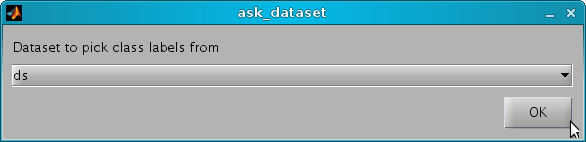 ask_dataset
Dataset to pick class labels from
ds
OK